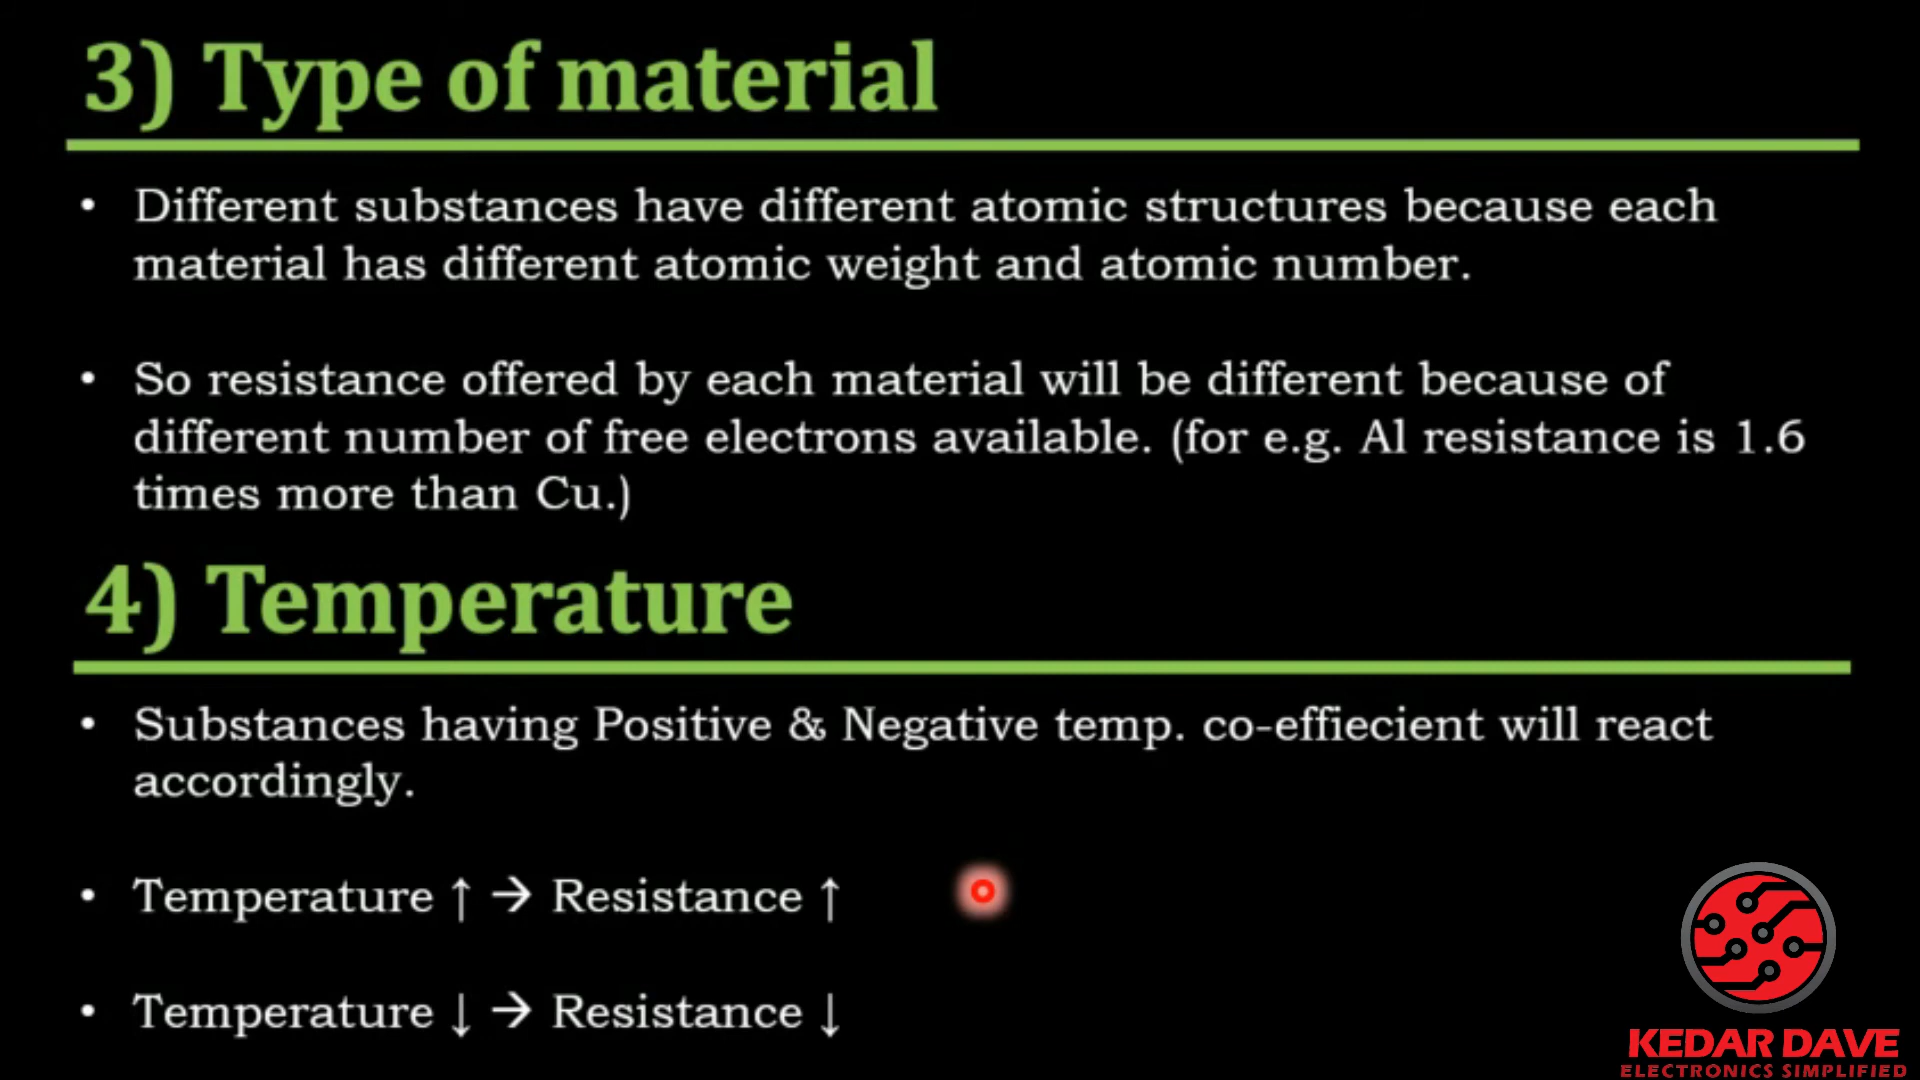 3) Type of material
• Different substances have different atomic structures because each
material has different atomic weight and atomic number.
• So resistance offered by each material will be different because of
different number of free electrons available. (for e.g. Al resistance is 1.6
times more than Cu.)
4) Temperature
• Substances having Positive & Negative temp. co-effiecient will react
accordingly.
• Temperature ↑ → Resistance ↑
• Temperature ↓ → Resistance ↓
KEDAR DAVE
ELECTRONICS SIMPLIFIED